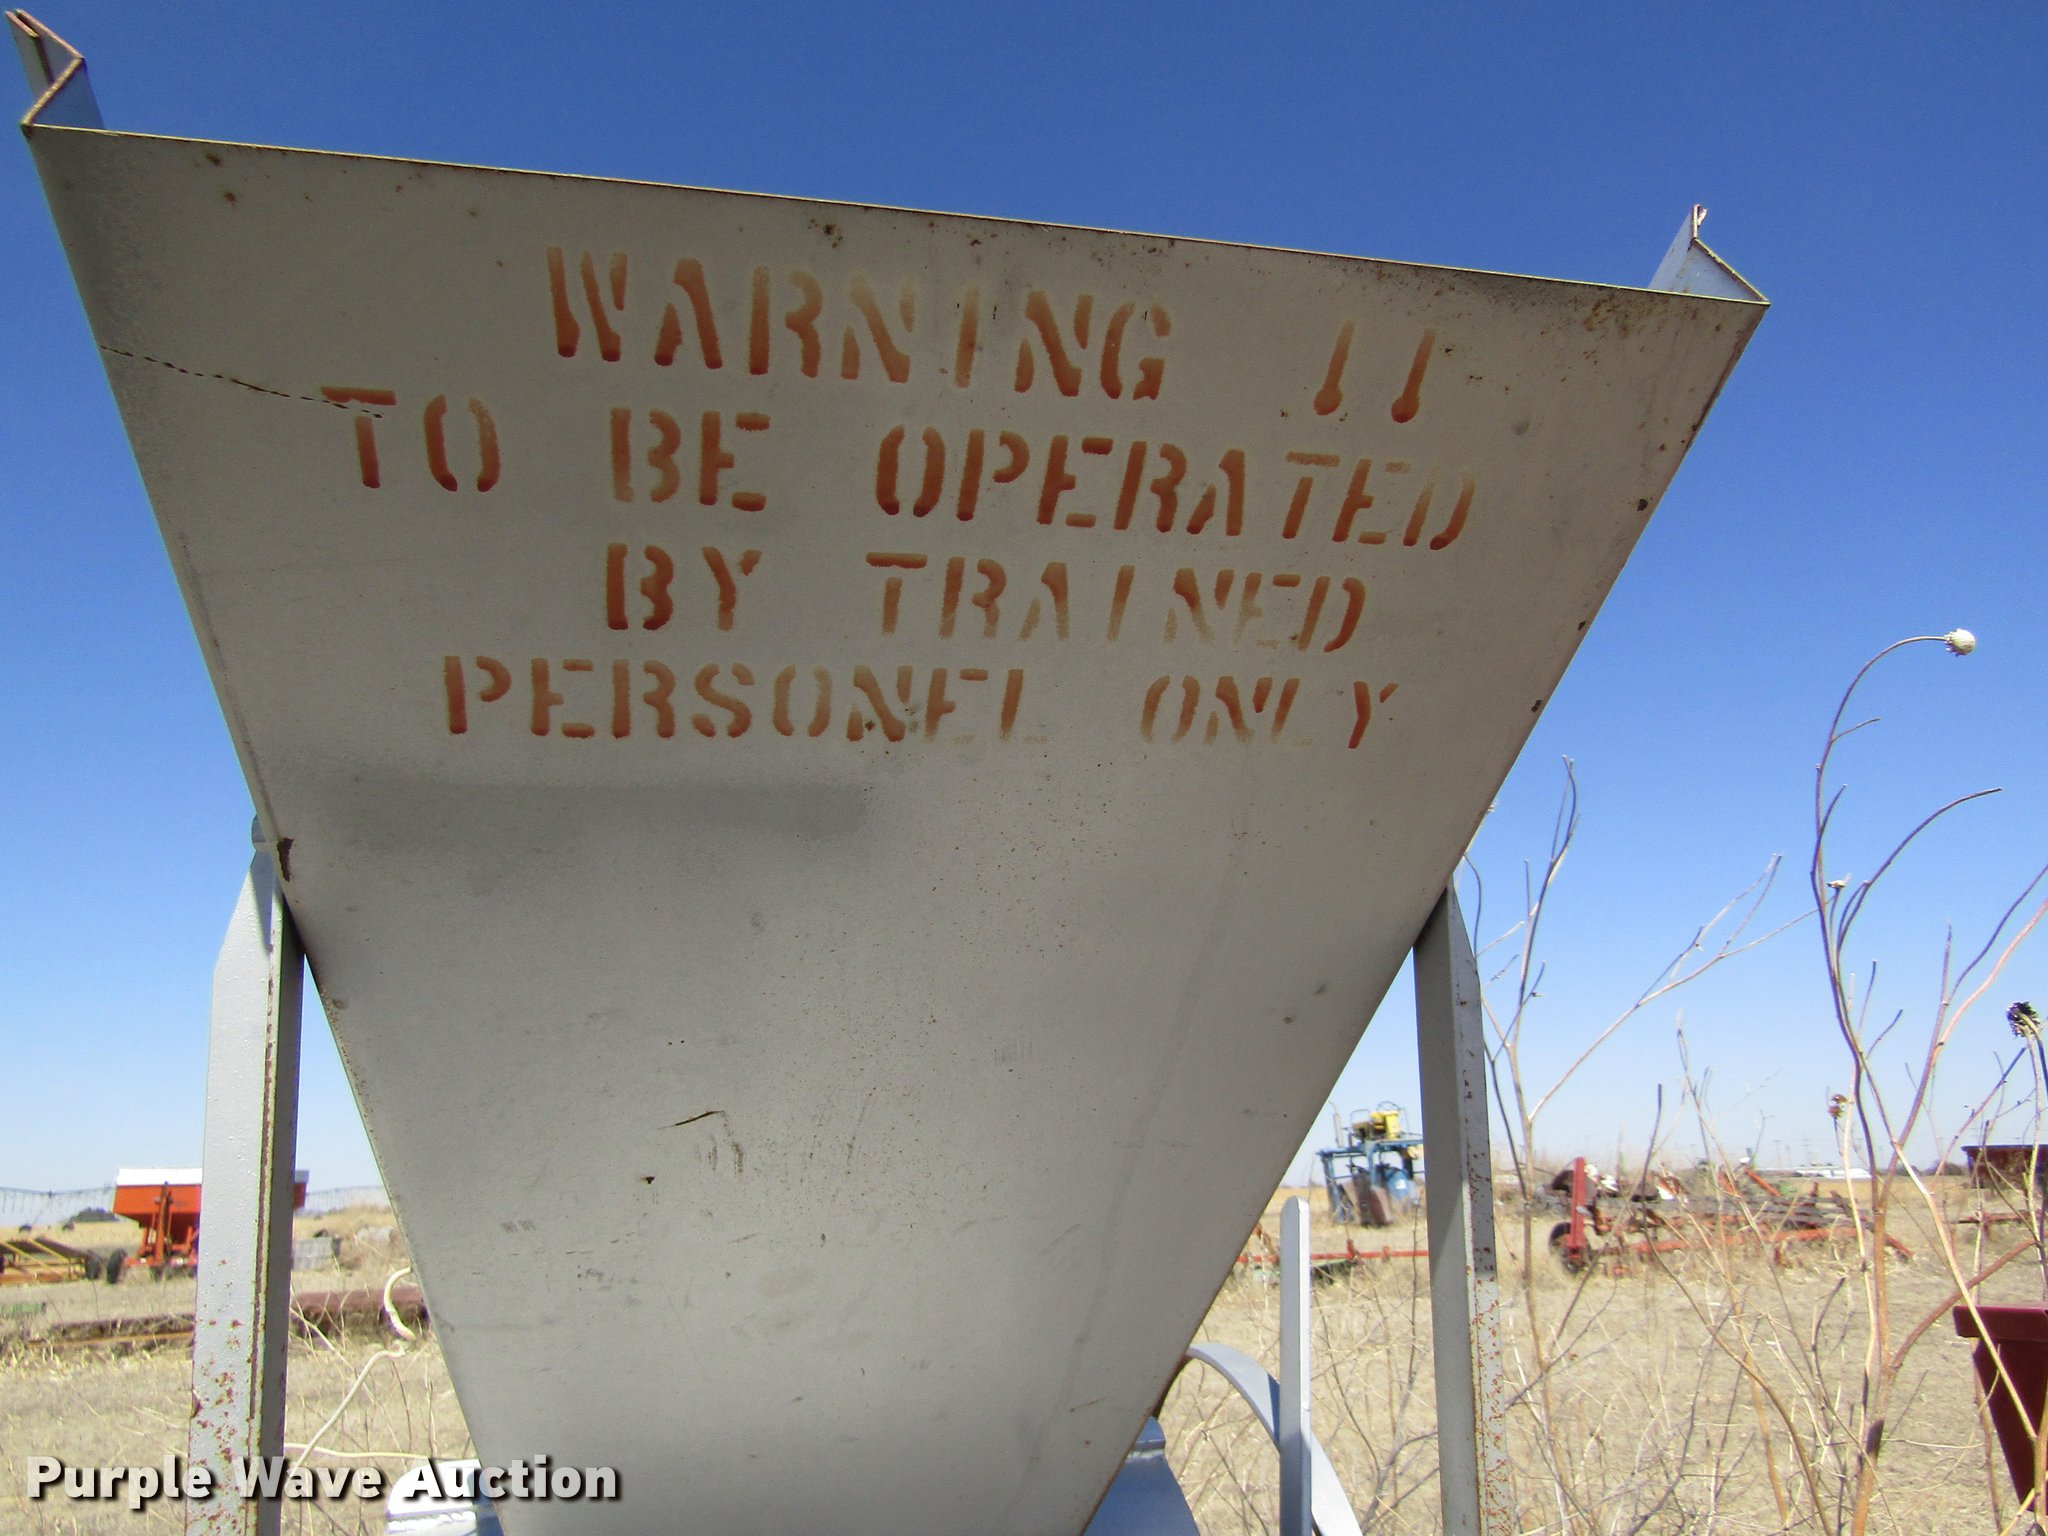 WARNING !!
TO BE OPERATED
BY TRAINED
PERSONEL ONLY
Purple Wave Auction